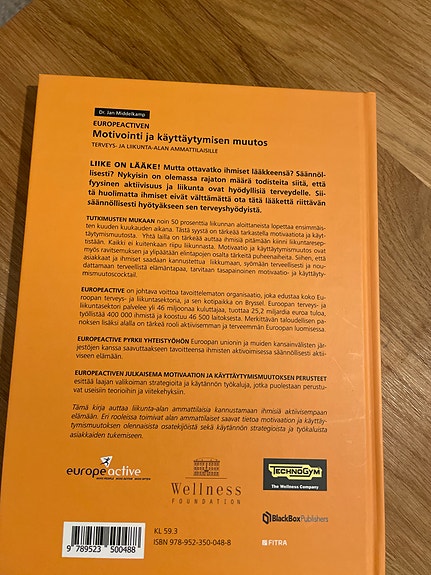 Dr. Jan Middelkamp
EUROPEACTIVEN
Motivointi ja käyttäytymisen muutos
TERVEYS- JA LIIKUNTA-ALAN AMMATTILAISILLE
LIIKE ON LÄÄKE! Mutta ottavatko ihmiset lääkkeensä? Säännöl-
lisesti? Nykyisin on olemassa rajaton määrä todisteita siitä, että
fyysinen aktiivisuus ja liikunta ovat hyödyllisiä terveydelle. Sii-
tä huolimatta ihmiset eivät välttämättä ota tätä lääkettä riittävän
säännöllisesti hyötyäkseen sen terveyshyödyistä.
TUTKIMUSTEN MUKAAN noin 50 prosenttia liikunnan aloittaneista lopettaa ensimmäis-
ten kuuden kuukauden aikana. Tästä syystä on tärkeää tarkastella motivaatiota ja käyt-
täytymismuutosta. Yhtä lailla on tärkeää auttaa ihmisiä pitämään kiinni liikuntaresep-
tistään. Kaikki ei kuitenkaan riipu liikunnasta. Motivaatio ja käyttäytymismuutos ovat
myös ravitsemuksen ja ylipäätään elintapojen osalta tärkeitä puheenaiheita. Siihen, että
asiakkaat ja ihmiset saadaan kannustettua liikkumaan, syömään terveellisesti ja nou-
dattamaan terveellistä elämäntapaa, tarvitaan tasapainoinen motivaatio- ja käyttäyty-
mismuutoscocktail.
EUROPEACTIVE on johtava voittoa tavoittelematon organisaatio, joka edustaa koko Eu-
roopan terveys- ja liikuntasektoria, ja sen kotipaikka on Bryssel. Euroopan terveys- ja
liikuntasektori palvelee yli 46 miljoonaa kuluttajaa, tuottaa 25,2 miljardia euroa tuloa,
työllistää 400 000 ihmistä ja koostuu 46 500 laitoksesta. Merkittävän taloudellisen pa-
noksen lisäksi alalla on tärkeä rooli aktiivisemman ja terveemmän Euroopan luomisessa.
EUROPEACTIVE PYRKII YHTEISTYÖHÖN Euroopan unionin ja muiden kansainvälisten jär-
jestöjen kanssa saavuttaakseen tavoitteensa ihmisten aktivoimisessa säännöllisesti aktii-
viseen elämään.
EUROPEACTIVEN JULKAISEMA MOTIVAATION JA KÄYTTÄYTYMISMUUTOKSEN PERUSTEET
esittää laajan valikoiman strategioita ja käytännön työkaluja, jotka puolestaan perustu-
vat useisiin teorioihin ja viitekehyksiin.
Tämä kirja auttaa liikunta-alan ammattilaisia kannustamaan ihmisiä aktiivisempaan
elämään. Eri rooleissa toimivat alan ammattilaiset saavat tietoa motivaation ja käyttäy-
tymismuutoksen olennaisista osatekijöistä sekä käytännön strategioista ja työkaluista
asiakkaiden tukemiseen.
europe active
MORE PEOPLE MORE ACTIVE MORE OFTEN
Wellness
FOUNDATION
TECHNOGYM
The Wellness Company
BlackBox Publishers
FITRA
KL 59.3
ISBN 978-952-350-048-8
9 789523 500488